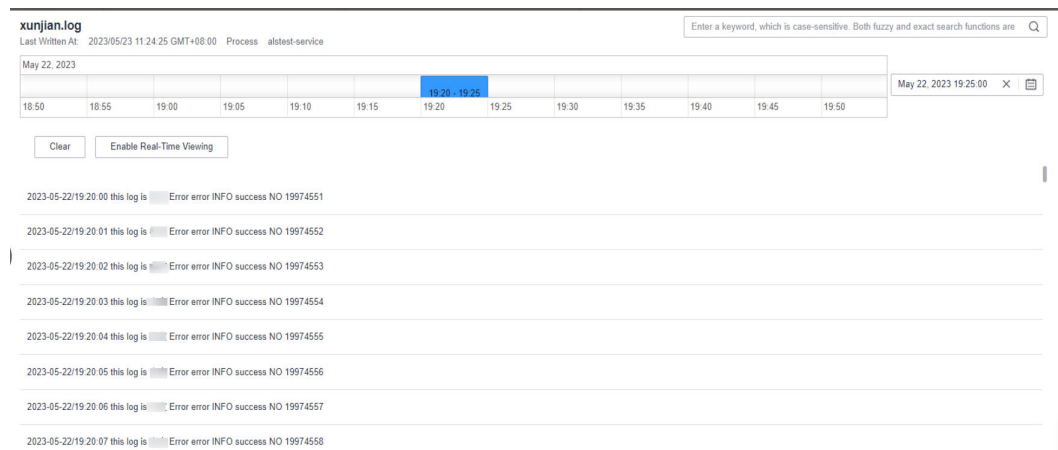 xunjian.log
Enter a keyword, which is case-sensitive. Both fuzzy and exact search functions are
Last Written At: 2023/05/23 11:24:25 GMT+08:00 Process alstest-service
May 22, 2023
19:20 - 19:25
May 22, 2023 19:25:00
18:50 18:55 19:00 19:05 19:10 19:15 19:20 19:25 19:30 19:35 19:40 19:45 19:50
Clear Enable Real-Time Viewing
2023-05-22/19:20:00 this log is Error error INFO success NO 19974551
2023-05-22/19:20:01 this log is Error error INFO success NO 19974552
2023-05-22/19:20:02 this log is Error error INFO success NO 19974553
2023-05-22/19:20:03 this log is Error error INFO success NO 19974554
2023-05-22/19:20:04 this log is Error error INFO success NO 19974555
2023-05-22/19:20:05 this log is Error error INFO success NO 19974556
2023-05-22/19:20:06 this log is Error error INFO success NO 19974557
2023-05-22/19:20:07 this log is Error error INFO success NO 19974558